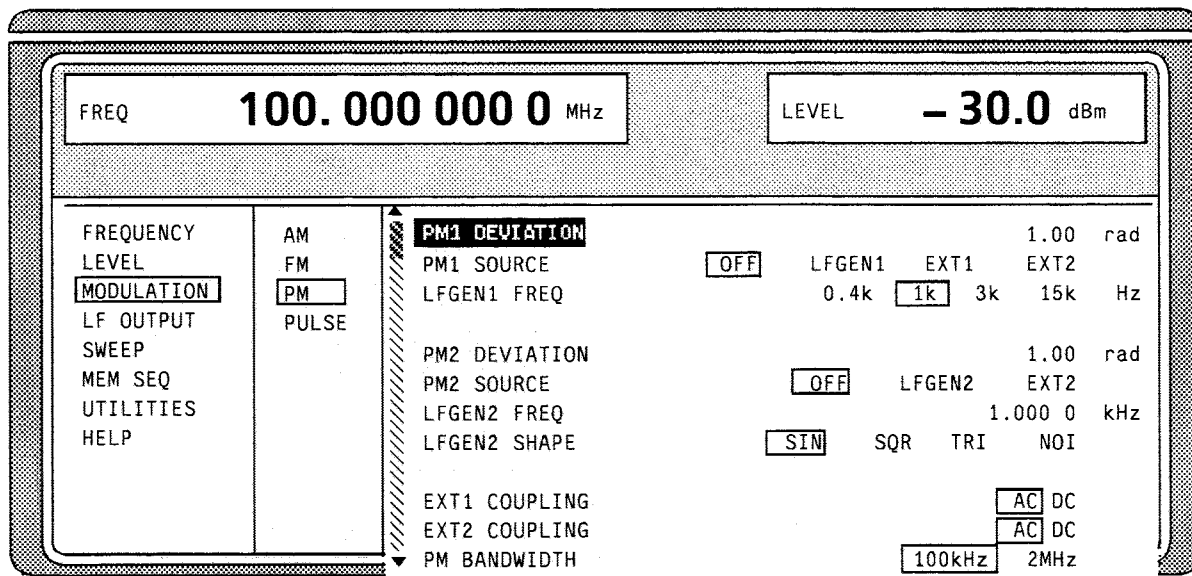 FREQ 100.000 000 0 MHz
LEVEL – 30.0 dBm
FREQUENCY
LEVEL
MODULATION
LF OUTPUT
SWEEP
MEM SEQ
UTILITIES
HELP
AM
FM
PM
PULSE
PM1 DEVIATION 1.00 rad
PM1 SOURCE OFF LFGEN1 EXT1 EXT2
LFGEN1 FREQ 0.4k 1k 3k 15k Hz
PM2 DEVIATION 1.00 rad
PM2 SOURCE OFF LFGEN2 EXT2
LFGEN2 FREQ 1.000 0 kHz
LFGEN2 SHAPE SIN SQR TRI NOI
EXT1 COUPLING AC DC
EXT2 COUPLING AC DC
PM BANDWIDTH 100kHz 2MHz